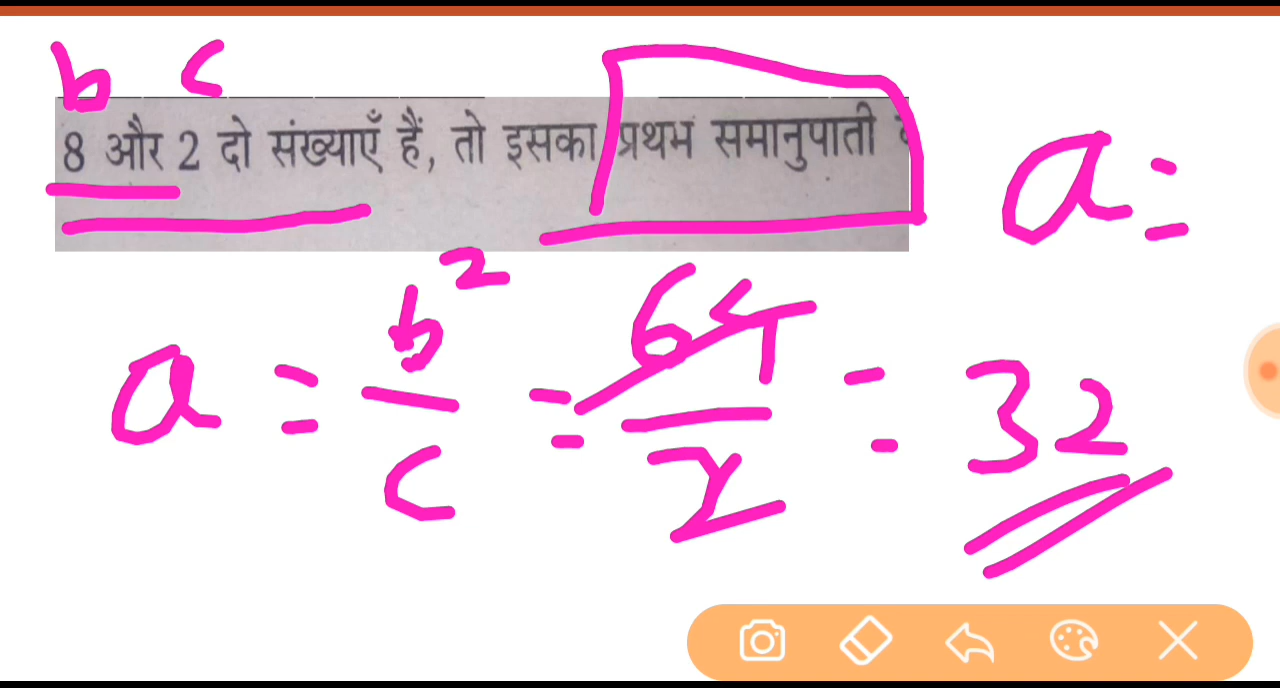 b c
8 और 2 दो संख्याएँ हैं, तो इसका प्रथम समानुपाती
a =
a = b² / c = 64 / 2 = 32